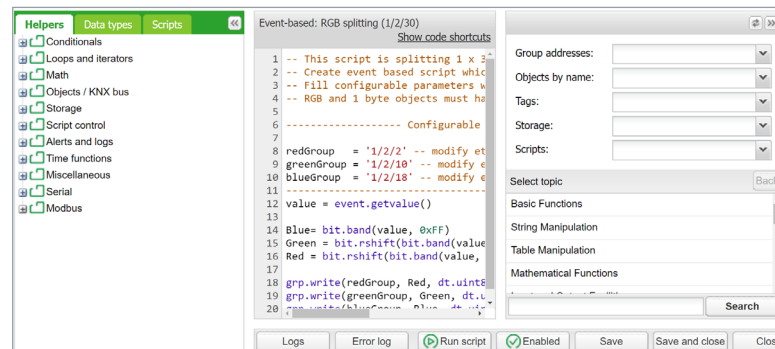 Helpers
Data types
Scripts
Conditionals
Loops and iterators
Math
Objects / KNX bus
Storage
Script control
Alerts and logs
Time functions
Miscellaneous
Serial
Modbus
Event-based: RGB splitting (1/2/30)
Show code shortcuts
1 -- This script is splitting 1 x 3
2 -- Create event based script whic
3 -- Fill configurable parameters w
4 -- RGB and 1 byte objects must ha
5
6 ------------------ Configurable
7
8 redGroup   = '1/2/2' -- modify et
9 greenGroup = '1/2/10' -- modify e
10 blueGroup  = '1/2/18' -- modify e
11 --------------------------------
12 value = event.getvalue()
13
14 Blue= bit.band(value, 0xFF)
15 Green = bit.rshift(bit.band(value
16 Red = bit.rshift(bit.band(value,
17
18 grp.write(redGroup, Red, dt.uint8
19 grp.write(greenGroup, Green, dt.u
20
Group addresses:
Objects by name:
Tags:
Storage:
Scripts:
Select topic
Back
Basic Functions
String Manipulation
Table Manipulation
Mathematical Functions
Search
Logs
Error log
Run script
Enabled
Save
Save and close
Clos